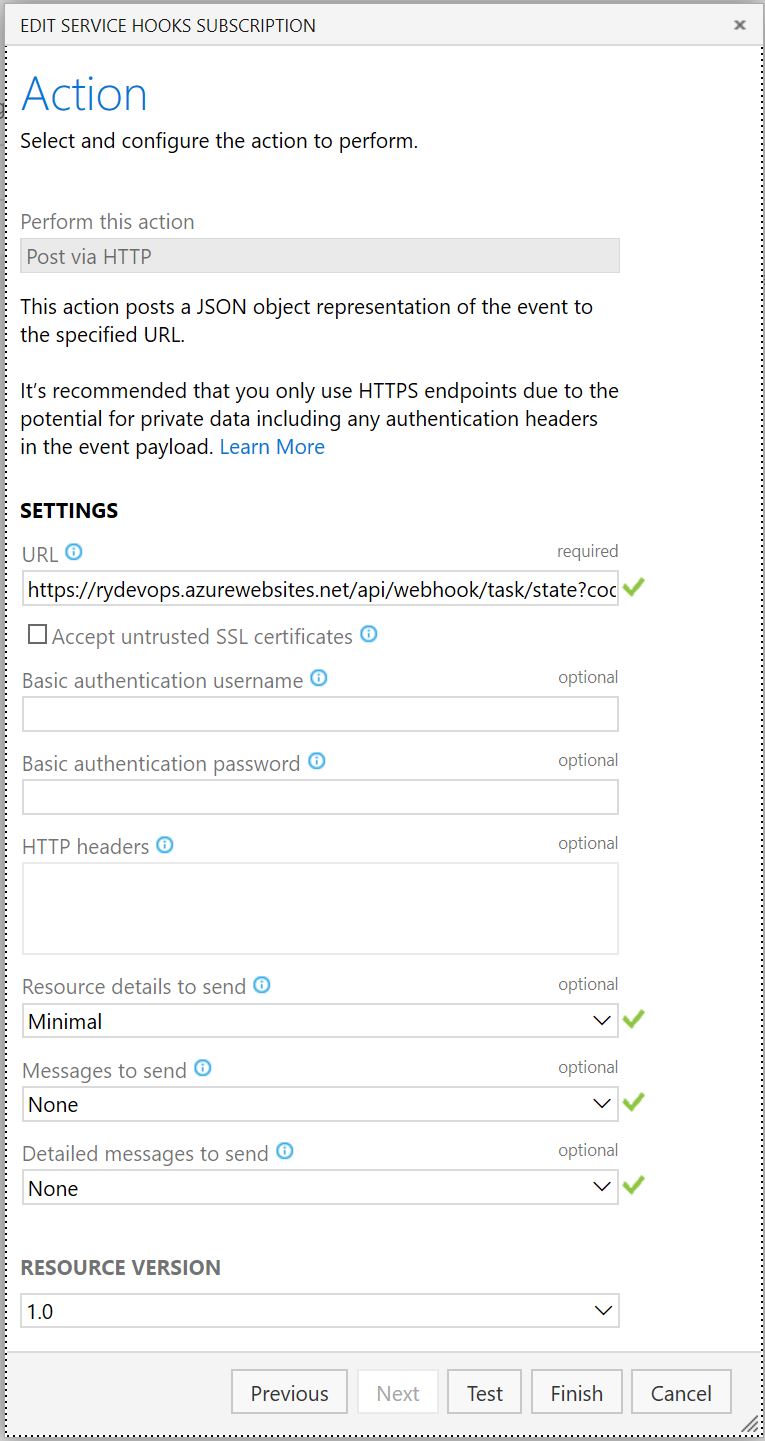 EDIT SERVICE HOOKS SUBSCRIPTION
Action
Select and configure the action to perform.
Perform this action
Post via HTTP
This action posts a JSON object representation of the event to
the specified URL.
It's recommended that you only use HTTPS endpoints due to the
potential for private data including any authentication headers
in the event payload. Learn More
SETTINGS
URL required
https://rydevops.azurewebsites.net/api/webhook/task/state?coc
Accept untrusted SSL certificates
Basic authentication username optional
Basic authentication password optional
HTTP headers optional
Resource details to send optional
Minimal
Messages to send optional
None
Detailed messages to send optional
None
RESOURCE VERSION
1.0
Previous Next Test Finish Cancel